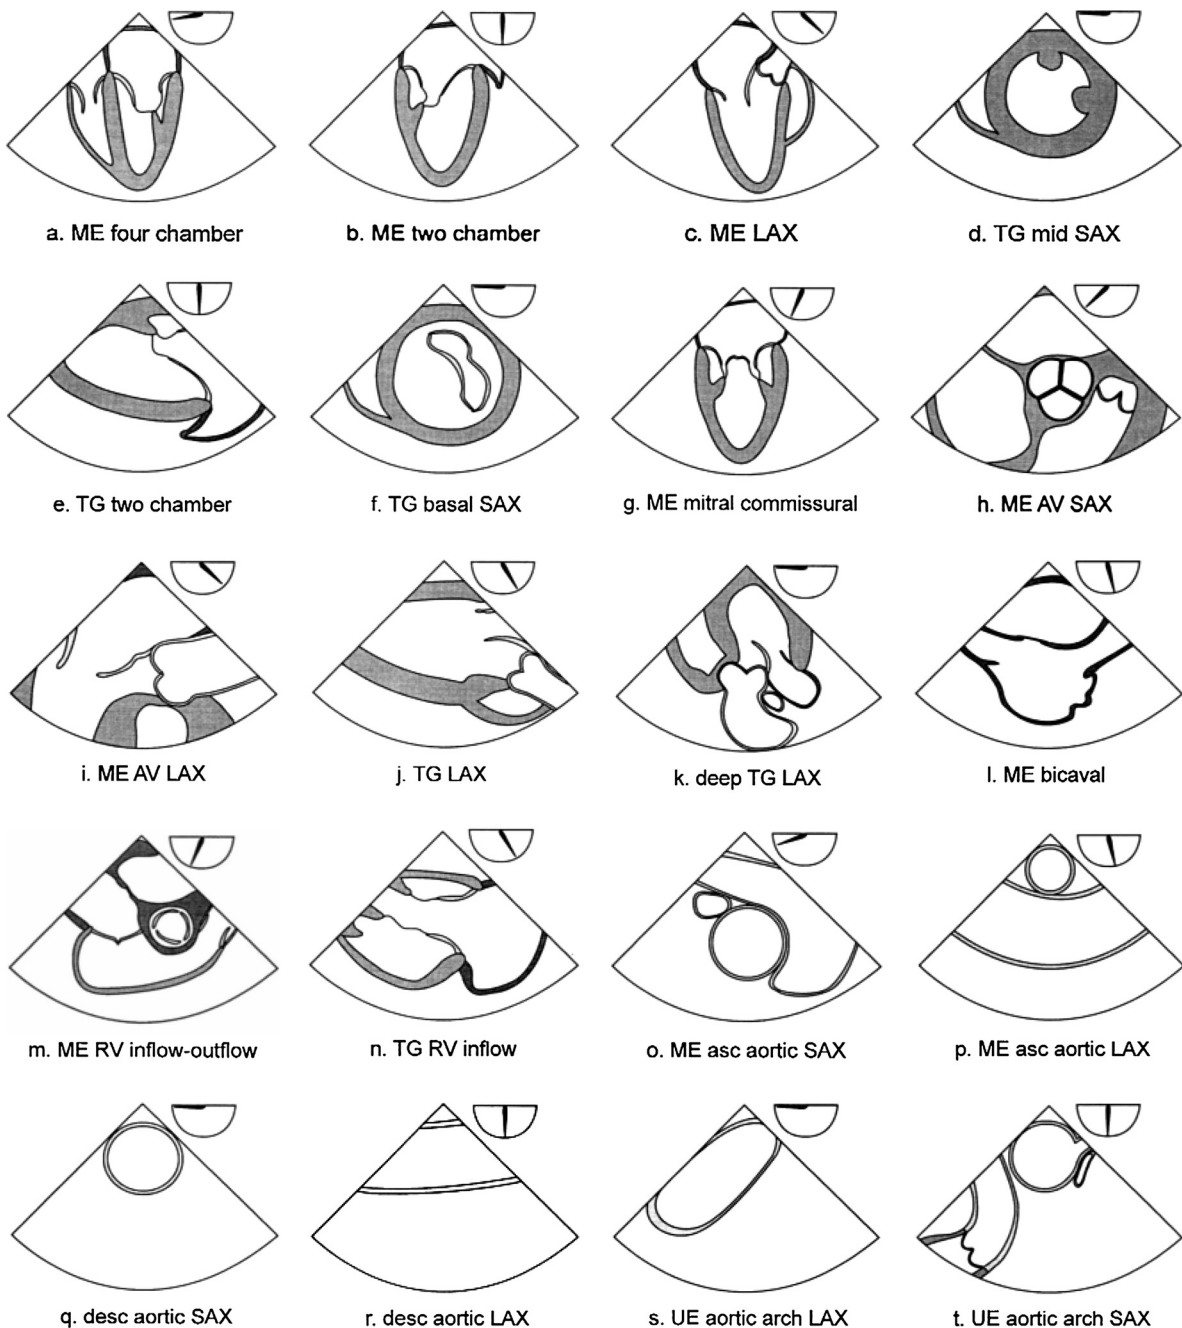 a. ME four chamber
b. ME two chamber
c. ME LAX
d. TG mid SAX
e. TG two chamber
f. TG basal SAX
g. ME mitral commissural
h. ME AV SAX
i. ME AV LAX
j. TG LAX
k. deep TG LAX
l. ME bicaval
m. ME RV inflow-outflow
n. TG RV inflow
o. ME asc aortic SAX
p. ME asc aortic LAX
q. desc aortic SAX
r. desc aortic LAX
s. UE aortic arch LAX
t. UE aortic arch SAX